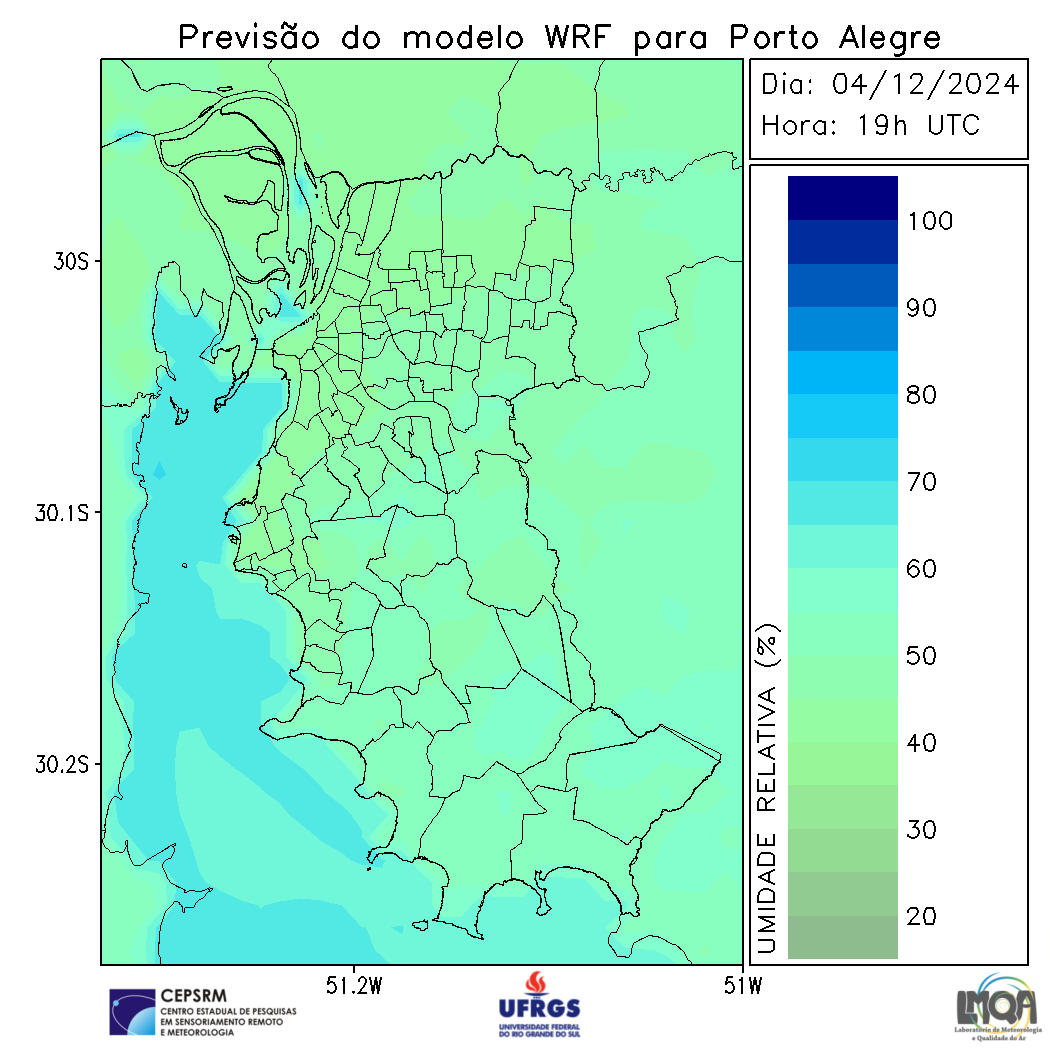 Previsão do modelo WRF para Porto Alegre
Dia: 04/12/2024
Hora: 19h UTC
30S
30.1S
30.2S
51.2W
51W
100
90
80
70
60
50
40
30
20
UMIDADE RELATIVA (%)
CEPSRM
CENTRO ESTADUAL DE PESQUISAS
EM SENSORIAMENTO REMOTO
E METEOROLOGIA
UFRGS
UNIVERSIDADE FEDERAL
DO RIO GRANDE DO SUL
LMQA
Laboratório de Meteorologia
e Qualidade do Ar